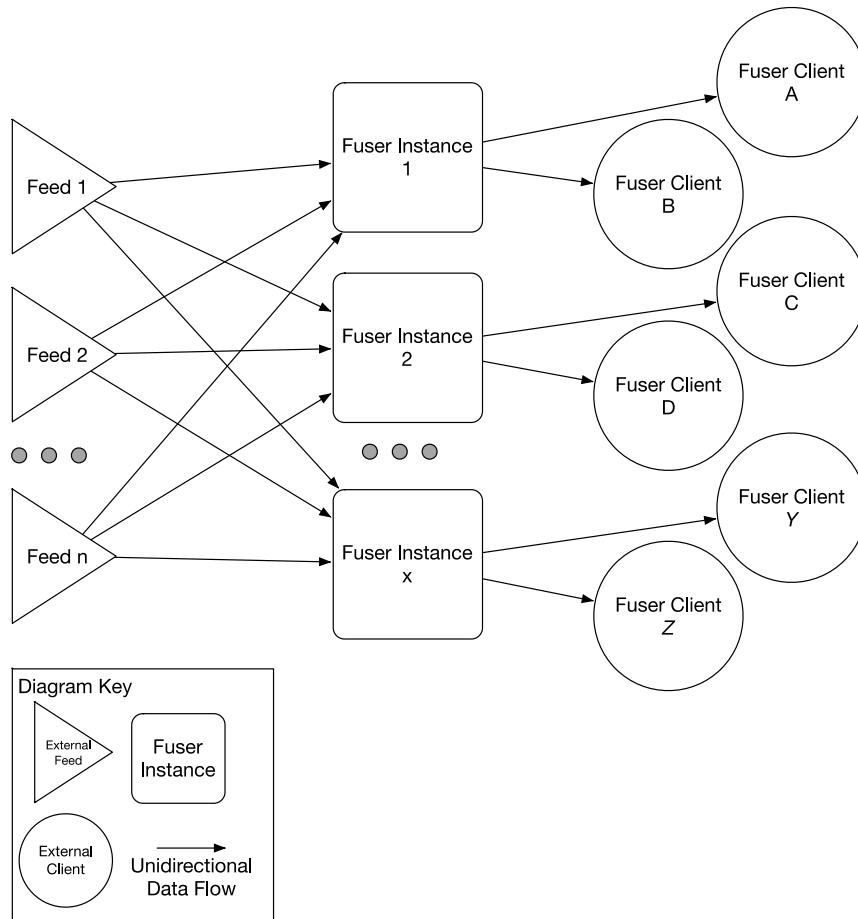 Fuser Client
A
Fuser Instance
1
Feed 1
Fuser Client
B
Fuser Client
C
Fuser Instance
2
Feed 2
Fuser Client
D
Fuser Client
Y
Fuser Instance
x
Feed n
Fuser Client
Z
Diagram Key
External
Feed
Fuser
Instance
External
Client
Unidirectional
Data Flow